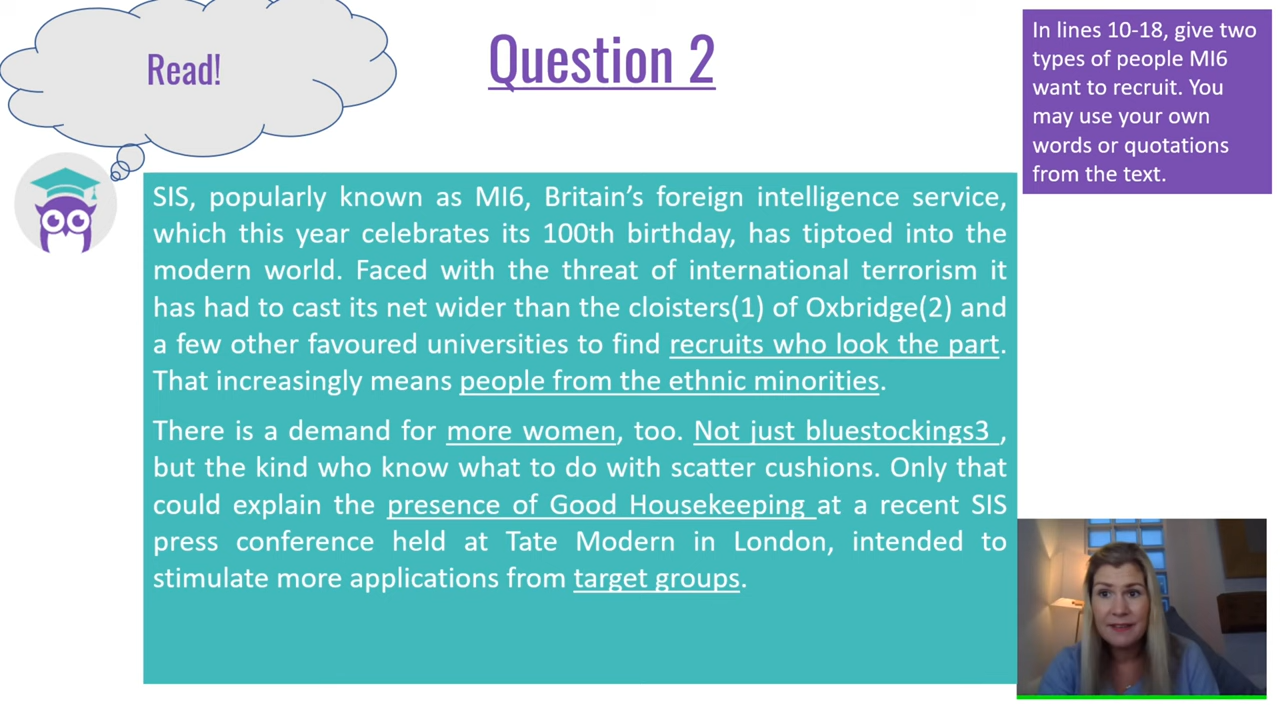 Read!
Question 2
In lines 10-18, give two
types of people MI6
want to recruit. You
may use your own
words or quotations
from the text.
SIS, popularly known as MI6, Britain’s foreign intelligence service,
which this year celebrates its 100th birthday, has tiptoed into the
modern world. Faced with the threat of international terrorism it
has had to cast its net wider than the cloisters(1) of Oxbridge(2) and
a few other favoured universities to find recruits who look the part.
That increasingly means people from the ethnic minorities.
There is a demand for more women, too. Not just bluestockings3 ,
but the kind who know what to do with scatter cushions. Only that
could explain the presence of Good Housekeeping at a recent SIS
press conference held at Tate Modern in London, intended to
stimulate more applications from target groups.